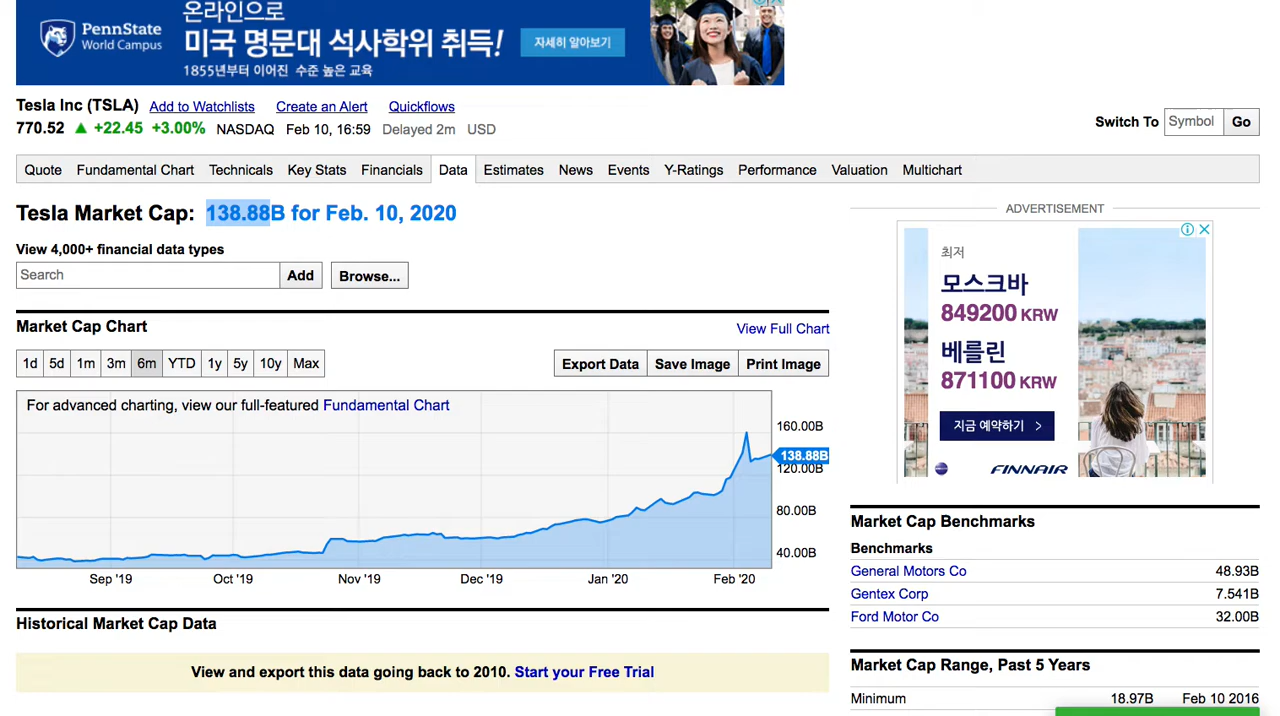 PennState
World Campus
온라인으로
미국 명문대 석사학위 취득!
1855년부터 이어진 수준 높은 교육
자세히 알아보기
Tesla Inc (TSLA) Add to Watchlists Create an Alert Quickflows
770.52 ▲ +22.45 +3.00% NASDAQ Feb 10, 16:59 Delayed 2m USD
Switch To Symbol Go
Quote Fundamental Chart Technicals Key Stats Financials Data Estimates News Events Y-Ratings Performance Valuation Multichart
Tesla Market Cap: 138.88B for Feb. 10, 2020
View 4,000+ financial data types
Search Add Browse...
Market Cap Chart
View Full Chart
1d 5d 1m 3m 6m YTD 1y 5y 10y Max
Export Data Save Image Print Image
For advanced charting, view our full-featured Fundamental Chart
160.00B
138.88B
120.00B
80.00B
40.00B
Sep '19 Oct '19 Nov '19 Dec '19 Jan '20 Feb '20
Historical Market Cap Data
View and export this data going back to 2010. Start your Free Trial
ADVERTISEMENT
최저
모스크바
849200 KRW
베를린
871100 KRW
지금 예약하기 >
FINNAIR
Market Cap Benchmarks
Benchmarks
General Motors Co 48.93B
Gentex Corp 7.541B
Ford Motor Co 32.00B
Market Cap Range, Past 5 Years
Minimum 18.97B Feb 10 2016